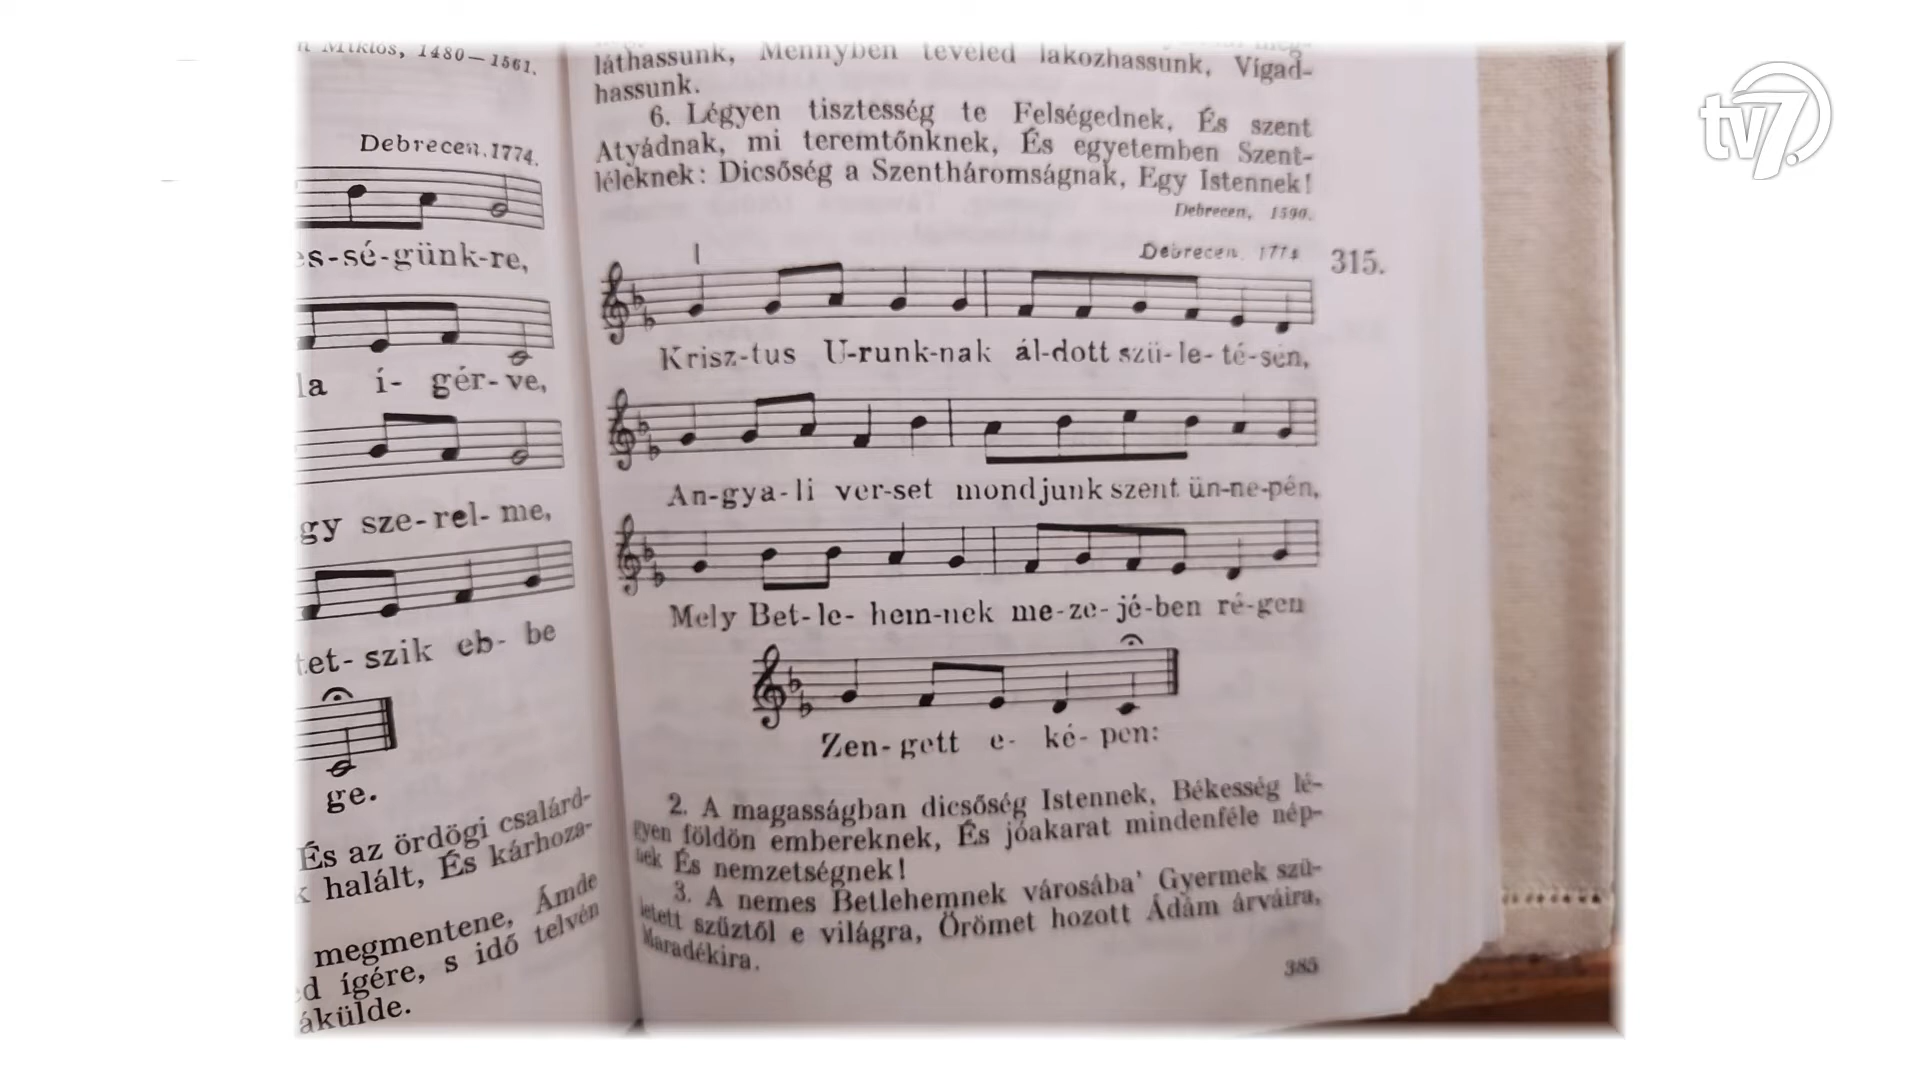 Miklós, 1480—1561.
Debrecen. 1774.
es-sé-günk-re,
la í- gér-ve,
gy sze-rel-me,
tet-szik eb- be
ge.
És az ördögi csalárd-
halált, És kárhoza-
megmentene, Ámde
ígére, s idő telvén
áküldé.
láthassunk, Mennyben teveled lakozhassunk, Vígad-
hassunk.
6. Légyen tisztesség te Felségednek, És szent
Atyádnak, mi teremtőnknek, És egyetemben Szent-
léleknek: Dicsőség a Szentháromságnak, Egy Istennek!
Debrecen, 1590.
Debrecen. 1774 315.
Krisz-tus U-runk-nak ál-dott szü-le-té-sén,
An-gya-li ver-set mondjunk szent ün-ne-pén,
Mely Bet-le-hem-nek me-ze-jé-ben ré-gen
Zen-gett e- ké-pen:
2. A magasságban dicsőség Istennek, Békesség lé-
gyen földön embereknek, És jóakarat mindenféle nép-
nek És nemzetségnek!
3. A nemes Betlehemnek városába' Gyermek szü-
letett szűztől e világra, Örömet hozott Ádám árváira,
Maradékira.
385
tv7